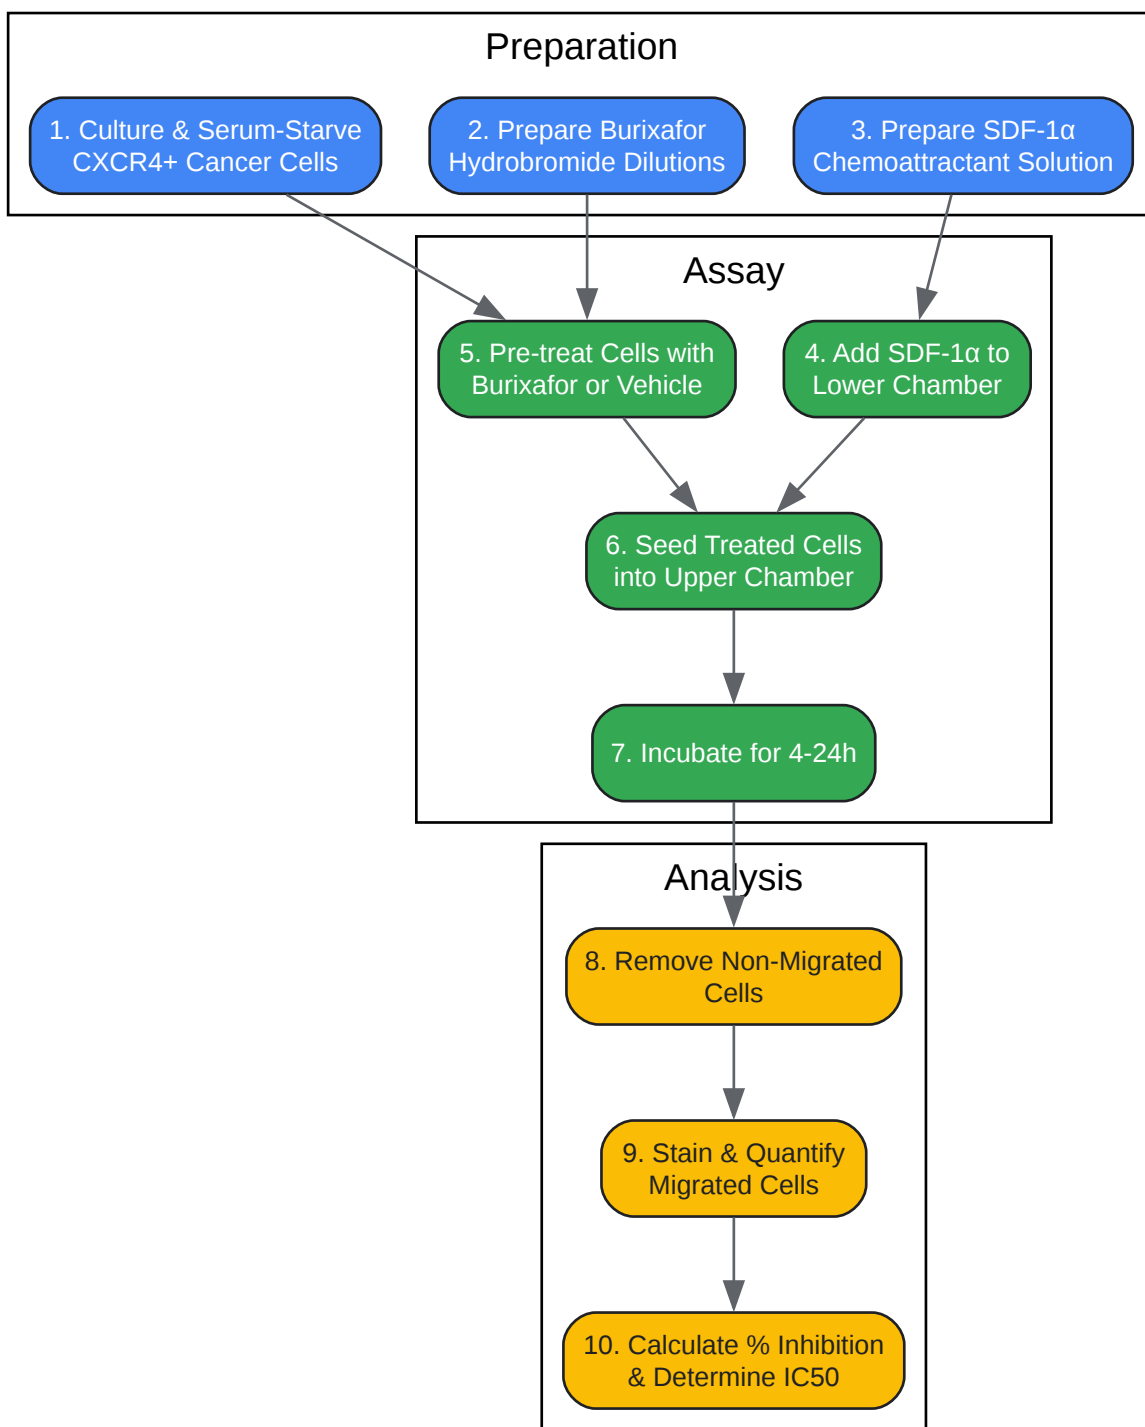 Preparation
1. Culture & Serum-Starve
CXCR4+ Cancer Cells
2. Prepare Burixafor
Hydrobromide Dilutions
3. Prepare SDF-1α
Chemoattractant Solution
Assay
5. Pre-treat Cells with
Burixafor or Vehicle
4. Add SDF-1α to
Lower Chamber
6. Seed Treated Cells
into Upper Chamber
7. Incubate for 4-24h
Analysis
8. Remove Non-Migrated
Cells
9. Stain & Quantify
Migrated Cells
10. Calculate % Inhibition
& Determine IC50